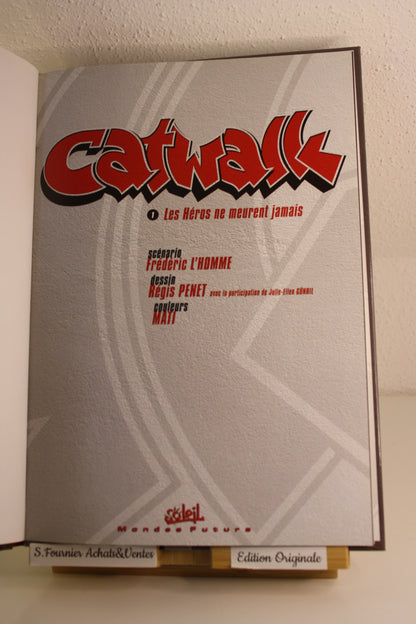 Catwalk
1 Les Héros ne meurent jamais
scénario
Frédéric L'HOMME
dessin
Régis PENET avec la participation de Julie-Ellen GÖNBIL
couleurs
MATT
SOLEIL
Mondes Futurs
S.Fournier Achats&Ventes
Edition Originale